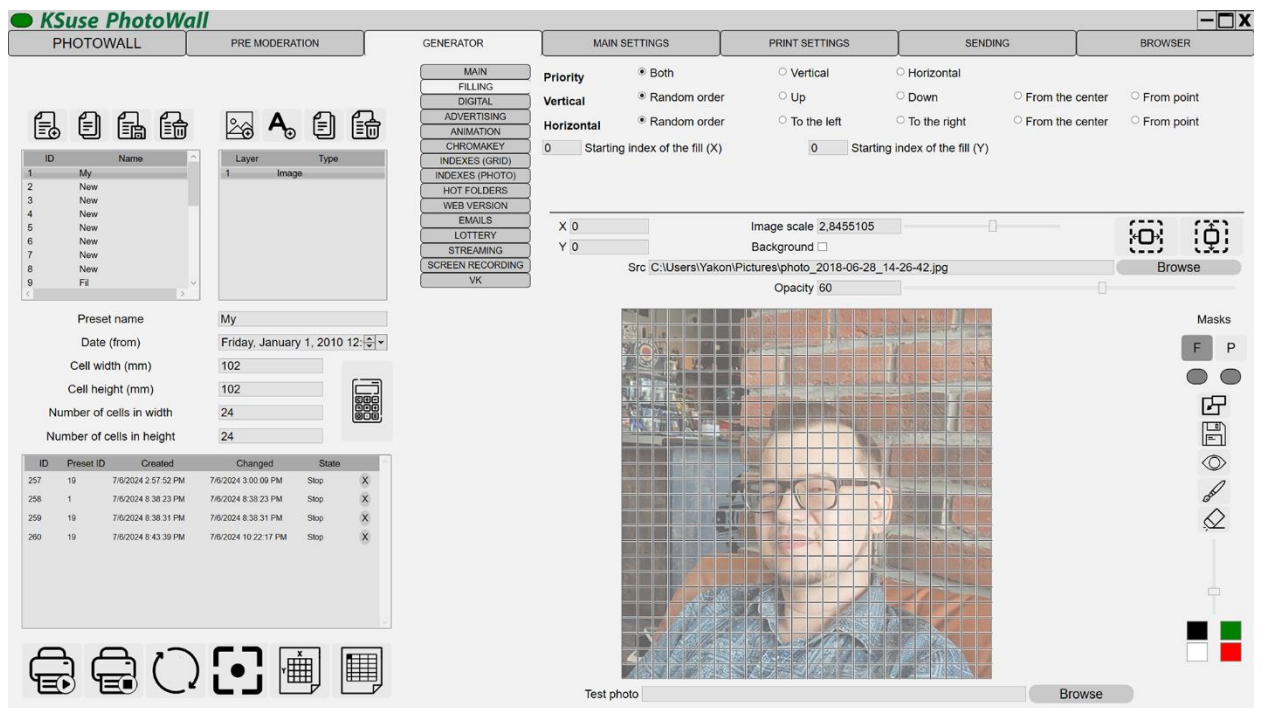 KSuse PhotoWall
PHOTOWALL PRE MODERATION GENERATOR MAIN SETTINGS PRINT SETTINGS SENDING BROWSER
MAIN
FILLING
DIGITAL
ADVERTISING
ANIMATION
CHROMAKEY
INDEXES (GRID)
INDEXES (PHOTO)
HOT FOLDERS
WEB VERSION
EMAILS
LOTTERY
STREAMING
SCREEN RECORDING
VK
Priority Both Vertical Horizontal
Vertical Random order Up Down From the center From point
Horizontal Random order To the left To the right From the center From point
0 Starting index of the fill (X) 0 Starting index of the fill (Y)
ID Name
1 My
2 New
3 New
4 New
5 New
6 New
7 New
8 New
9 Fil
Layer Type
1 Image
X 0 Image scale 2,8455105
Y 0 Background
Src C:\Users\Yakon\Pictures\photo_2018-06-28_14-26-42.jpg Browse
Opacity 60
Preset name My
Date (from) Friday, January 1, 2010 12:
Cell width (mm) 102
Cell height (mm) 102
Number of cells in width 24
Number of cells in height 24
Masks
F P
ID Preset ID Created Changed State
257 19 7/6/2024 2:57:52 PM 7/6/2024 3:00:09 PM Stop X
258 1 7/6/2024 8:38:23 PM 7/6/2024 8:38:23 PM Stop X
259 19 7/6/2024 8:38:31 PM 7/6/2024 8:38:31 PM Stop X
260 19 7/6/2024 8:43:39 PM 7/6/2024 10:22:17 PM Stop X
X
Y
Test photo Browse